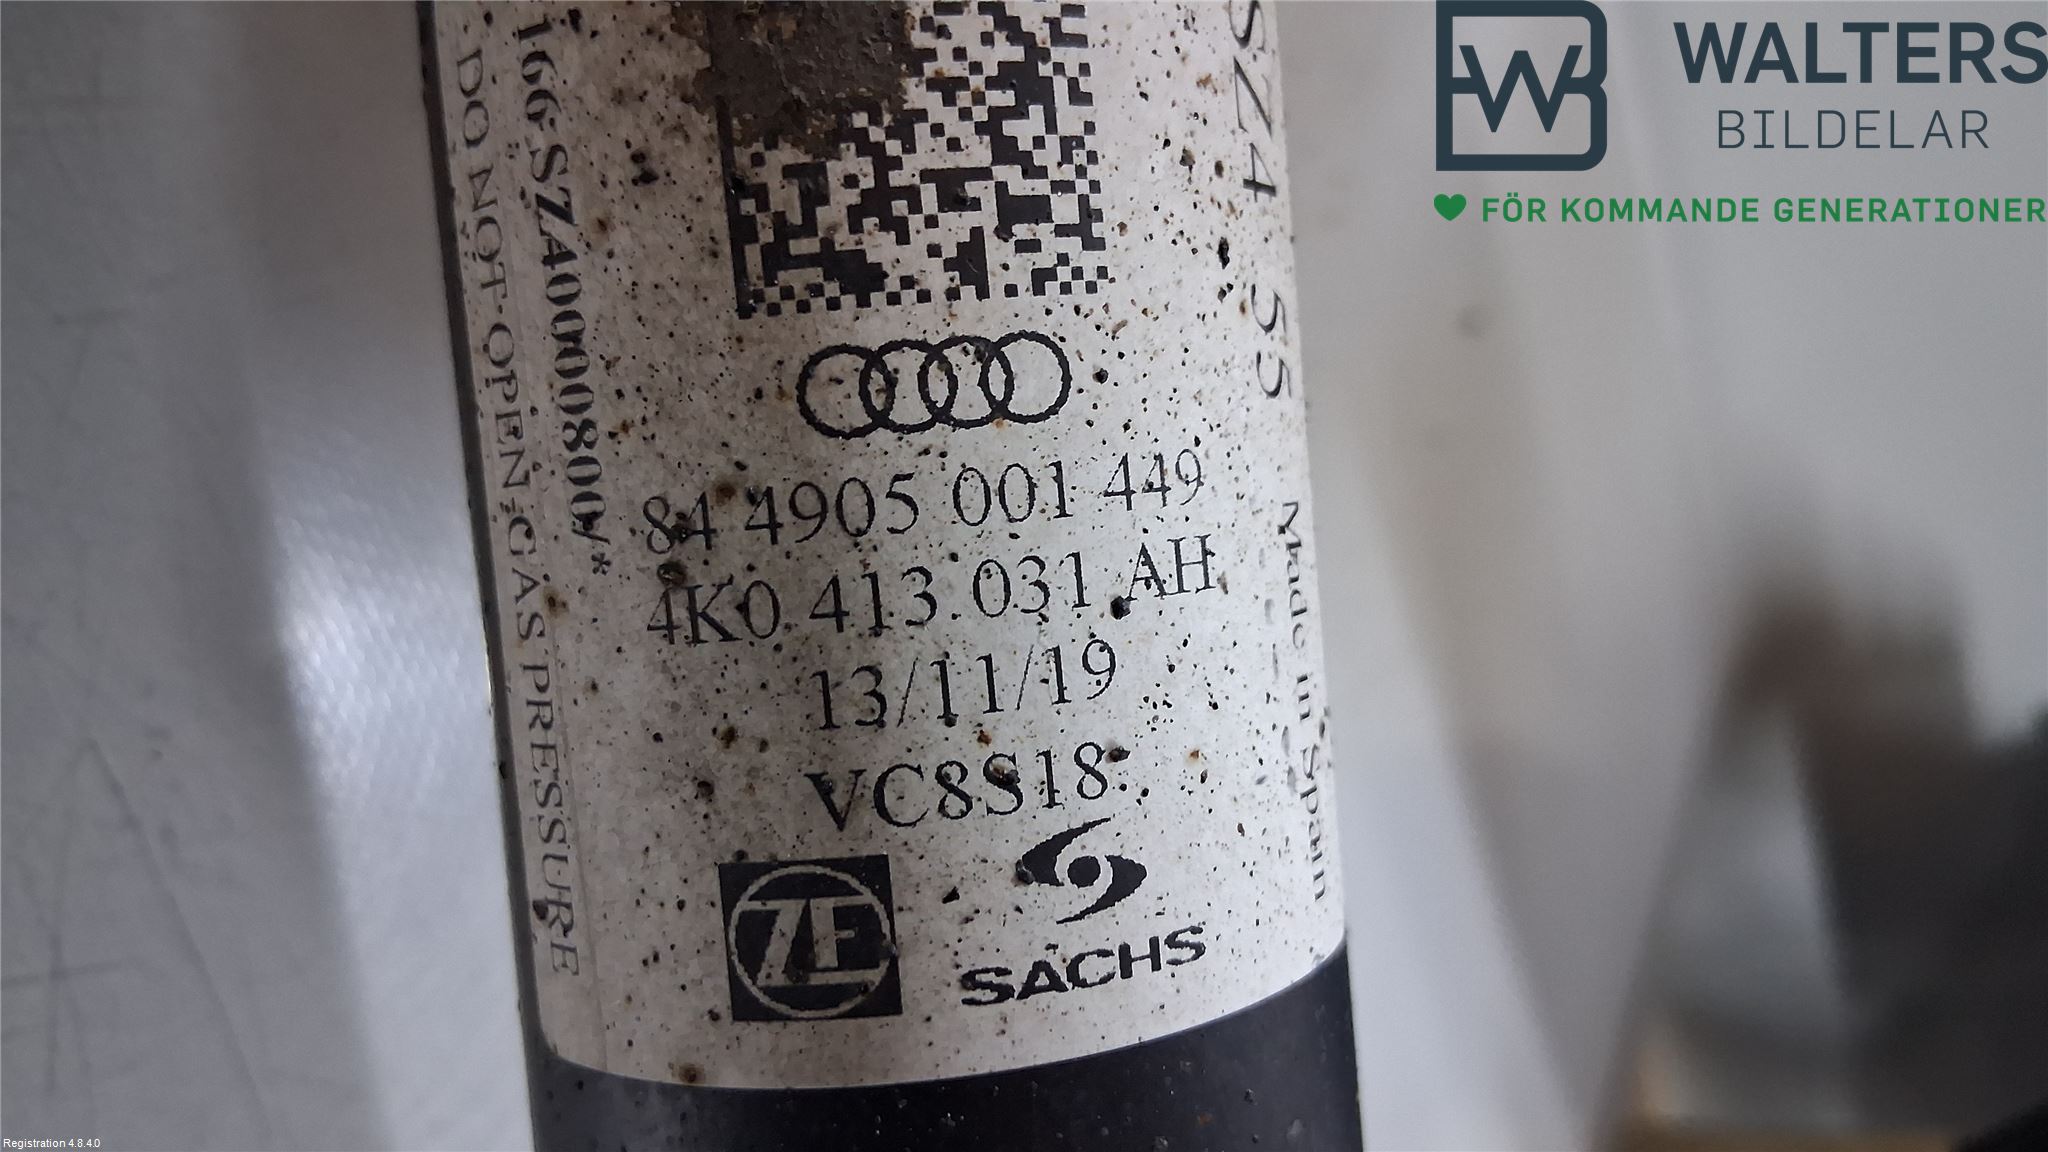 WALTERS
BILDELAR
FÖR KOMMANDE GENERATIONER
DO NOT OPEN-GAS PRESSURE
166-SZA0000800/*
84 4905 001 449
4K0 413 031 AH
13/11/19
VC8S18
ZF
SACHS
SZ4 55
Made in Spain
Registration 4.8.4.0